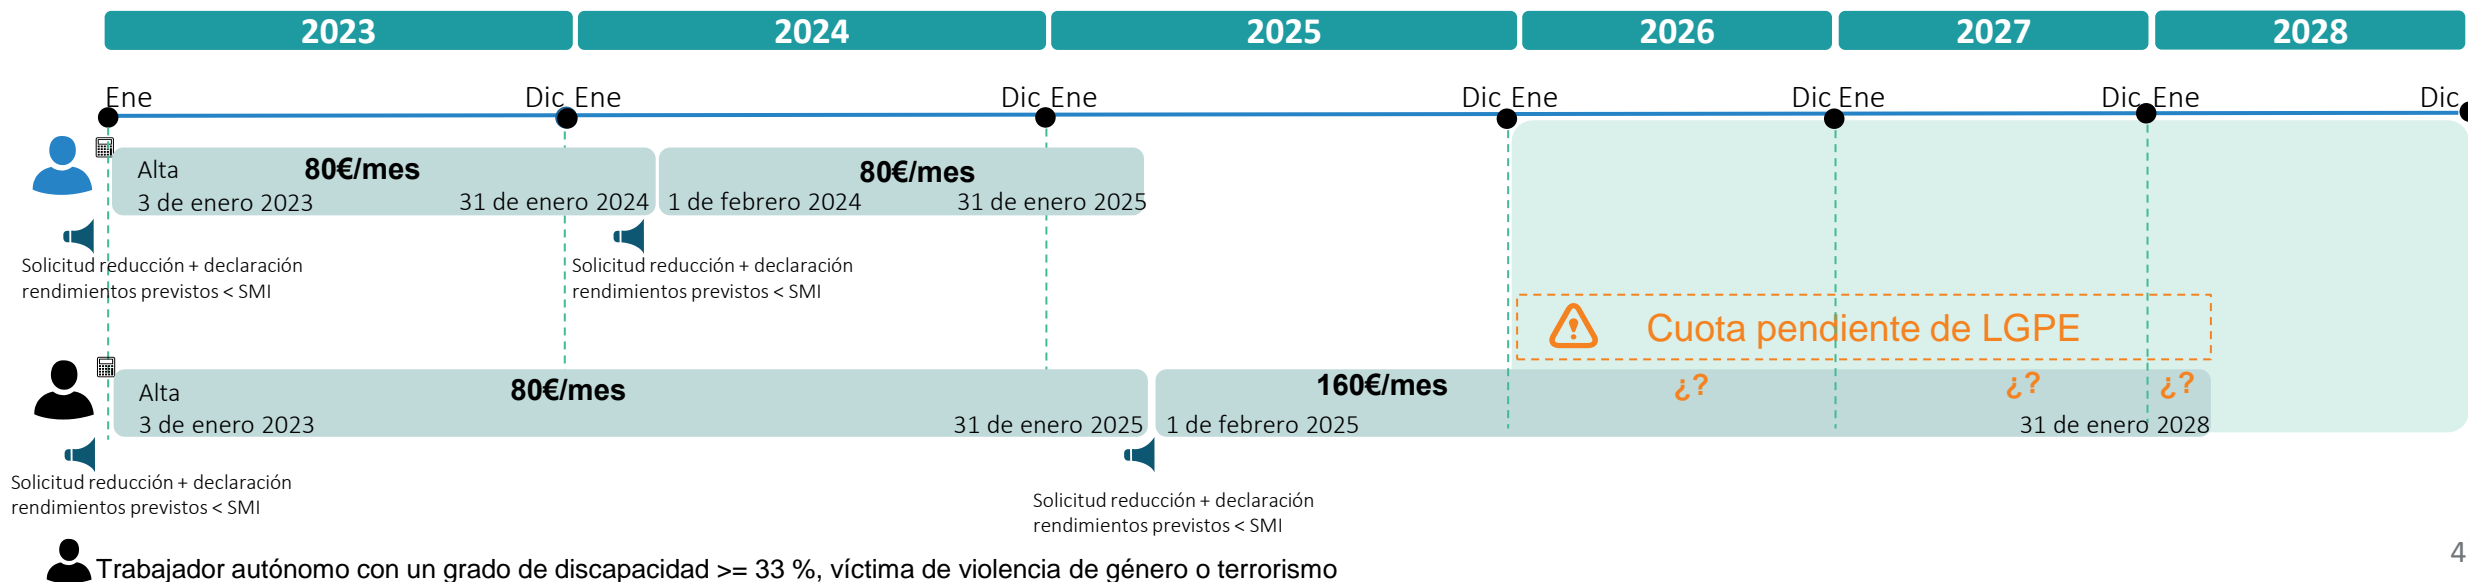 2023 2024 2025 2026 2027 2028
Ene Dic Ene Dic Ene Dic Ene Dic Ene Dic Ene Dic
Alta 80€/mes
3 de enero 2023 31 de enero 2024
80€/mes
1 de febrero 2024 31 de enero 2025
Solicitud reducción + declaración
rendimientos previstos < SMI
Solicitud reducción + declaración
rendimientos previstos < SMI
Cuota pendiente de LGPE
Alta 80€/mes
3 de enero 2023 31 de enero 2025
160€/mes ¿? ¿? ¿?
1 de febrero 2025 31 de enero 2028
Solicitud reducción + declaración
rendimientos previstos < SMI
Solicitud reducción + declaración
rendimientos previstos < SMI
Trabajador autónomo con un grado de discapacidad >= 33 %, víctima de violencia de género o terrorismo
4